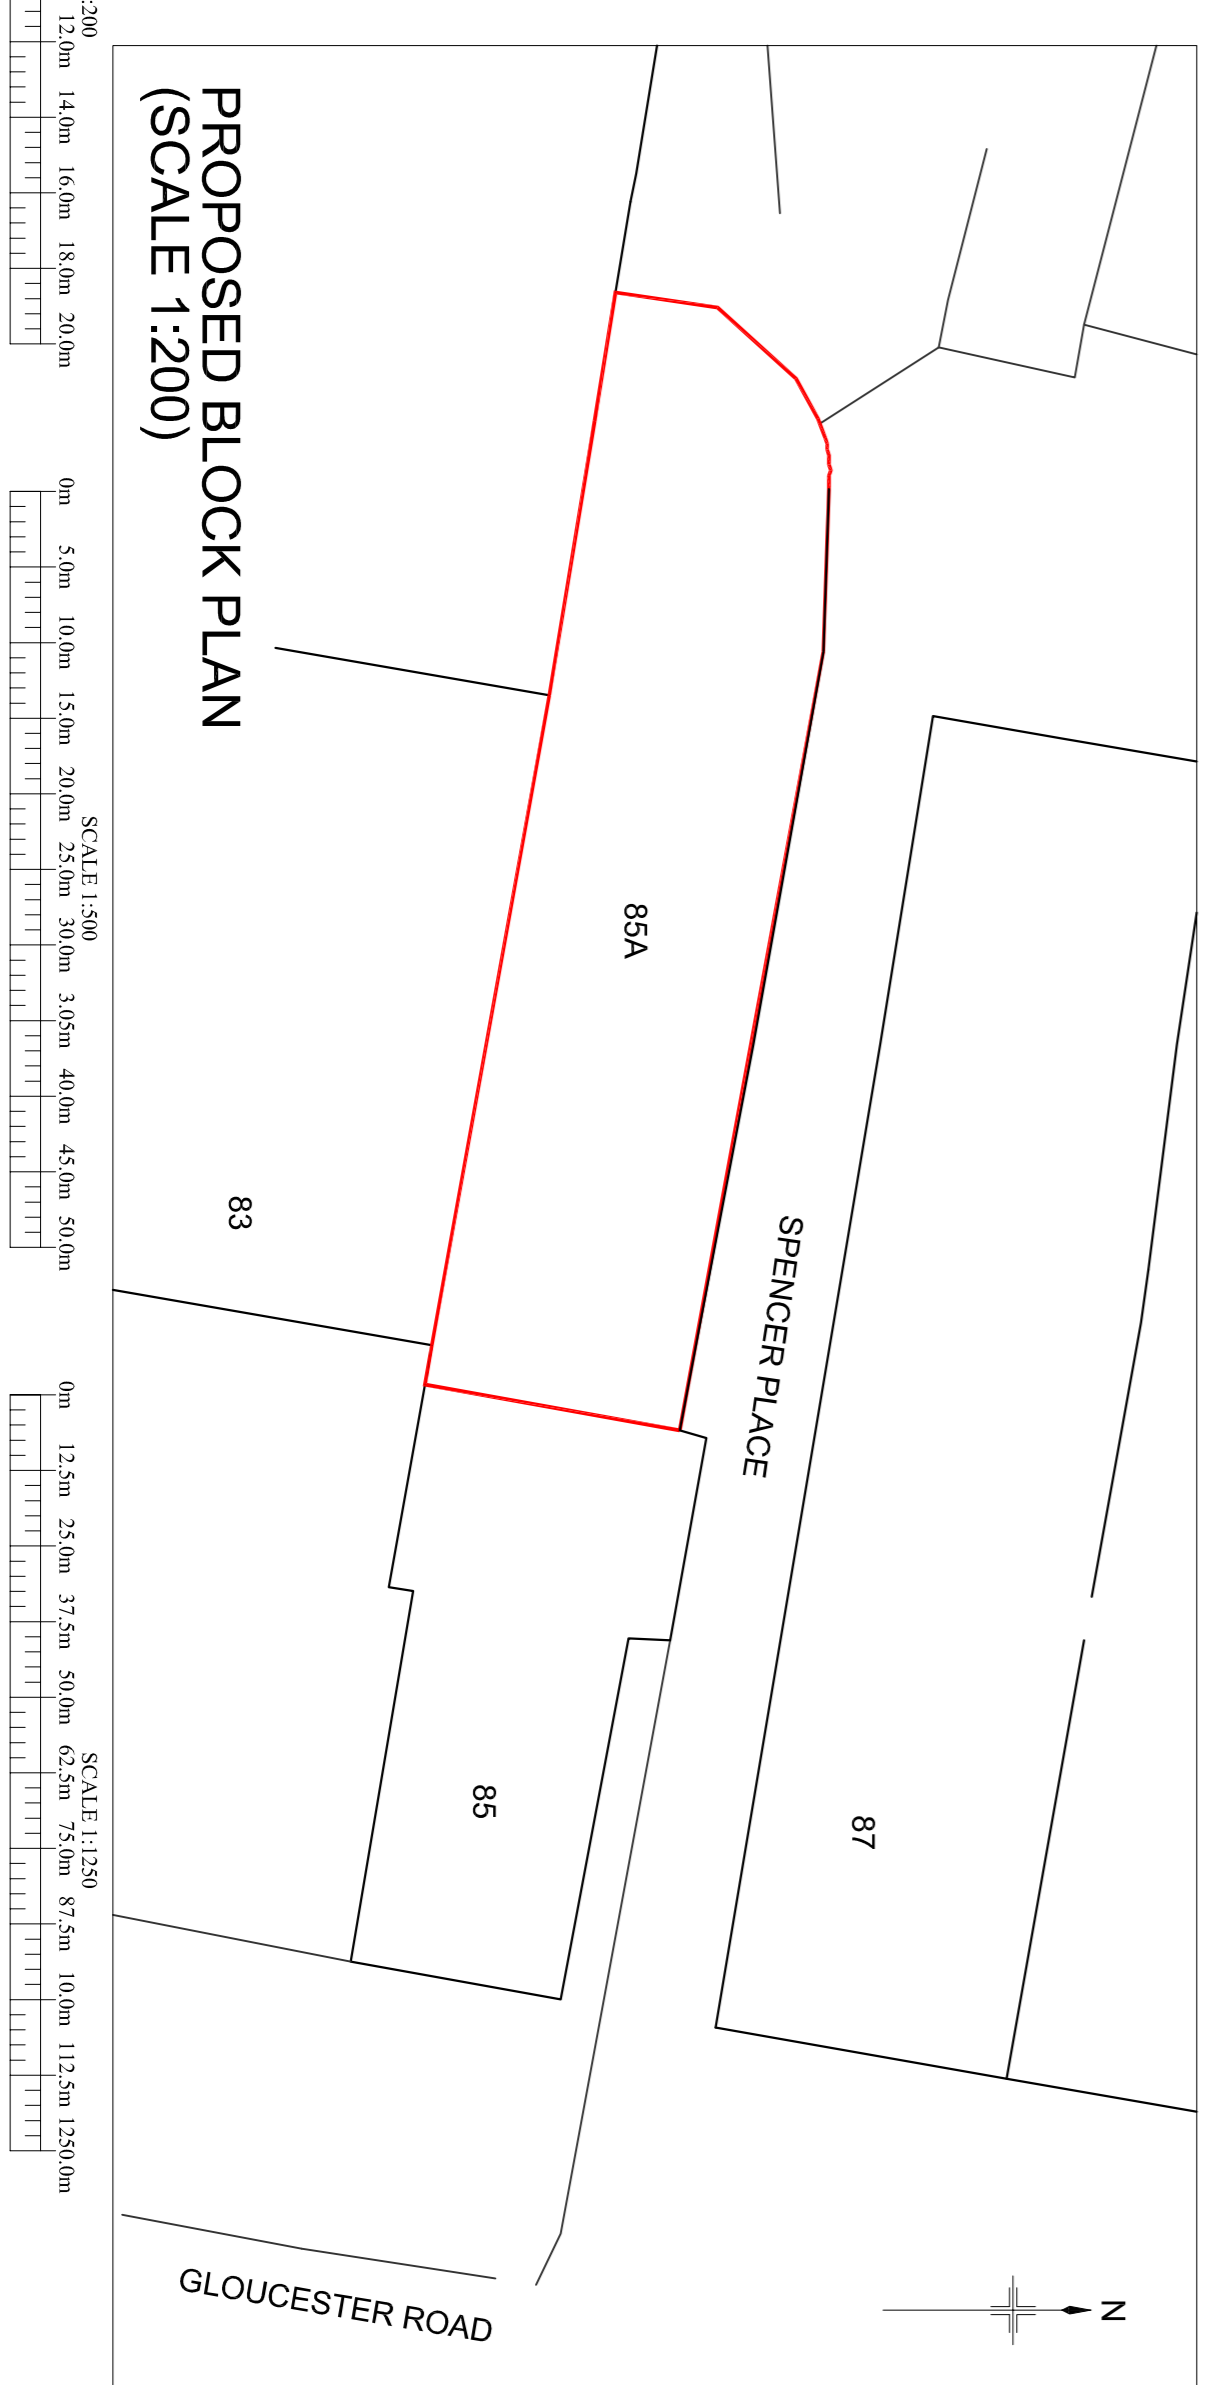 PROPOSED BLOCK PLAN
(SCALE 1:200)
85A
83
SPENCER PLACE
85
87
GLOUCESTER ROAD
N
:200
12.0m 14.0m 16.0m 18.0m 20.0m
SCALE 1:500
0m 5.0m 10.0m 15.0m 20.0m 25.0m 30.0m 3.05m 40.0m 45.0m 50.0m
SCALE 1:1250
0m 12.5m 25.0m 37.5m 50.0m 62.5m 75.0m 87.5m 10.0m 112.5m 1250.0m